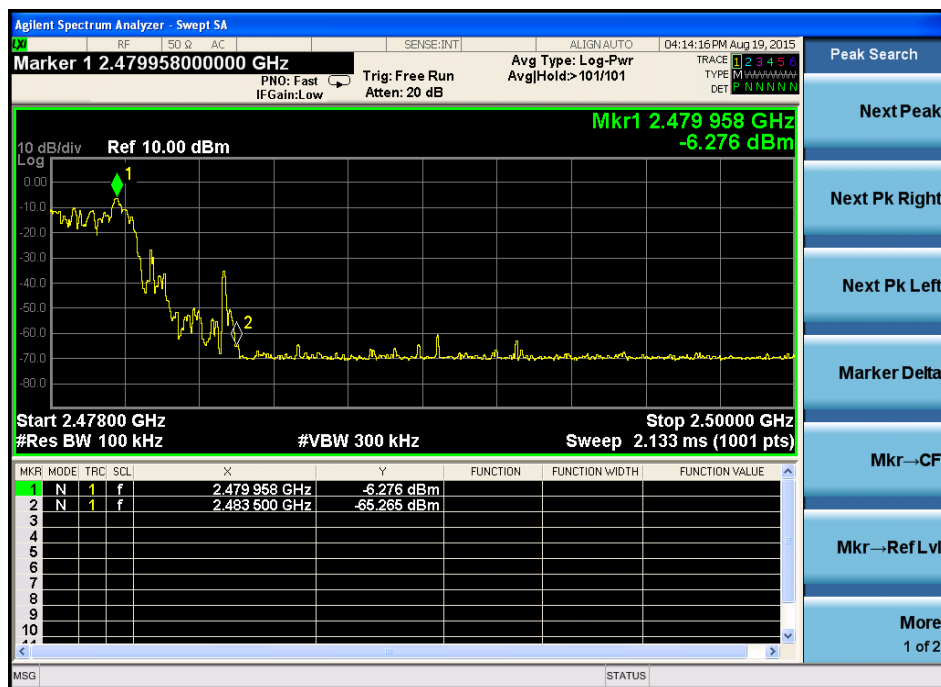 Agilent Spectrum Analyzer - Swept SA
LXI RF 50 Ω AC SENSE:INT ALIGN AUTO 04:14:16 PM Aug 19, 2015
Marker 1 2.479958000000 GHz
PNO: Fast
IFGain:Low
Trig: Free Run
Atten: 20 dB
Avg Type: Log-Pwr
Avg|Hold:>101/101
TRACE 1 2 3 4 5 6
TYPE M WWWWW
DET P N N N N N
Mkr1 2.479 958 GHz
-6.276 dBm
10 dB/div Ref 10.00 dBm
Log
0.00
-10.0
-20.0
-30.0
-40.0
-50.0
-60.0
-70.0
-80.0
1
2
Start 2.47800 GHz Stop 2.50000 GHz
#Res BW 100 kHz #VBW 300 kHz Sweep 2.133 ms (1001 pts)
MKR MODE TRC SCL X Y FUNCTION FUNCTION WIDTH FUNCTION VALUE
1 N 1 f 2.479 958 GHz -6.276 dBm
2 N 1 f 2.483 500 GHz -65.265 dBm
3
4
5
6
7
8
9
10
11
MSG STATUS
Peak Search
Next Peak
Next Pk Right
Next Pk Left
Marker Delta
Mkr→CF
Mkr→Ref Lvl
More
1 of 2